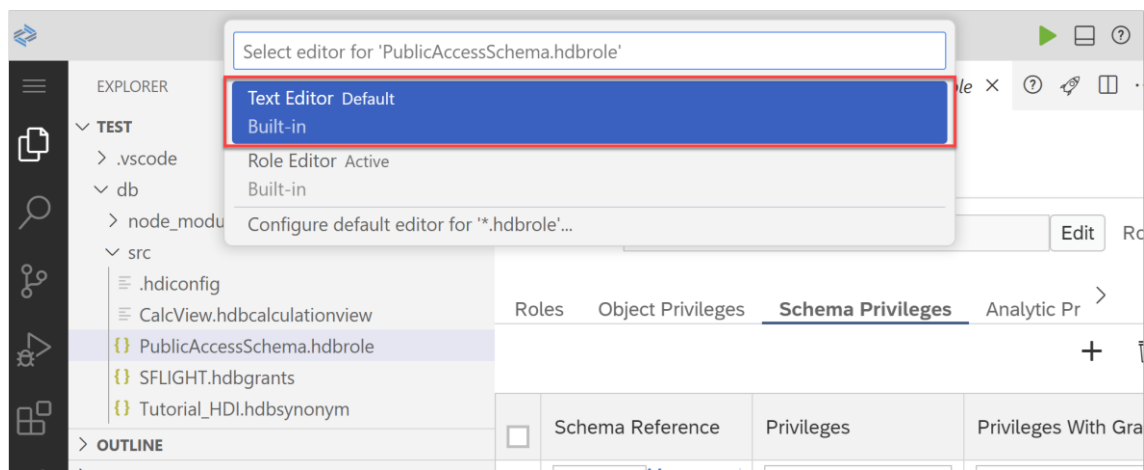 Select editor for 'PublicAccessSchema.hdbrole'
Text Editor Default
Built-in
Role Editor Active
Built-in
Configure default editor for '*.hdbrole'...
EXPLORER
TEST
.vscode
db
node_modu
src
.hdiconfig
CalcView.hdbcalculationview
PublicAccessSchema.hdbrole
SFLIGHT.hdbgrants
Tutorial_HDI.hdbsynonym
OUTLINE
Edit
Roles Object Privileges Schema Privileges Analytic Pr
Schema Reference Privileges Privileges With Gra